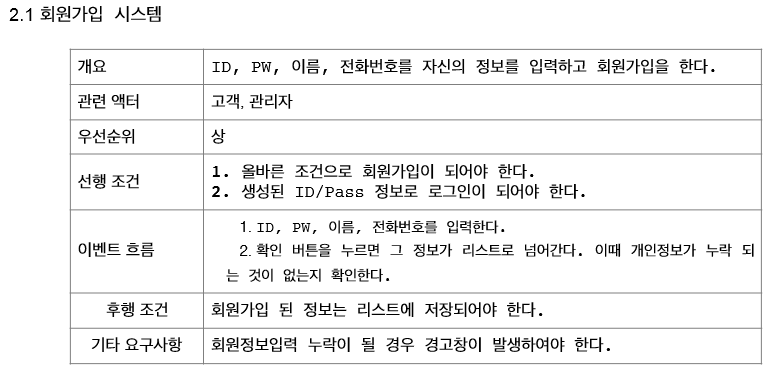 2.1 회원가입 시스템
개요
ID, PW, 이름, 전화번호를 자신의 정보를 입력하고 회원가입을 한다.
관련 액터
고객, 관리자
우선순위
상
선행 조건
1. 올바른 조건으로 회원가입이 되어야 한다.
2. 생성된 ID/Pass 정보로 로그인이 되어야 한다.
이벤트 흐름
1. ID, PW, 이름, 전화번호를 입력한다.
2. 확인 버튼을 누르면 그 정보가 리스트로 넘어간다. 이때 개인정보가 누락 되
는 것이 없는지 확인한다.
후행 조건
회원가입 된 정보는 리스트에 저장되어야 한다.
기타 요구사항
회원정보입력 누락이 될 경우 경고창이 발생하여야 한다.